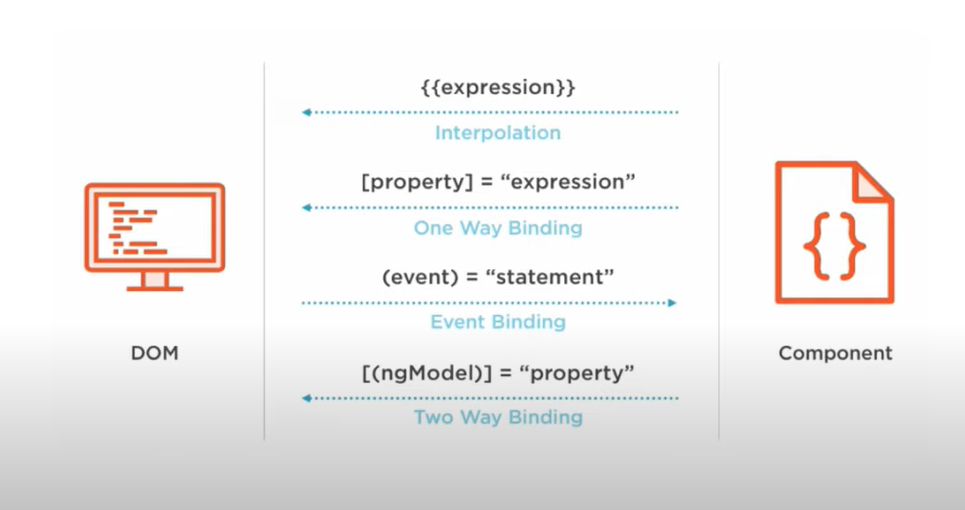 {{expression}}
Interpolation
[property] = “expression”
One Way Binding
(event) = “statement”
Event Binding
DOM
Component
[(ngModel)] = “property”
Two Way Binding